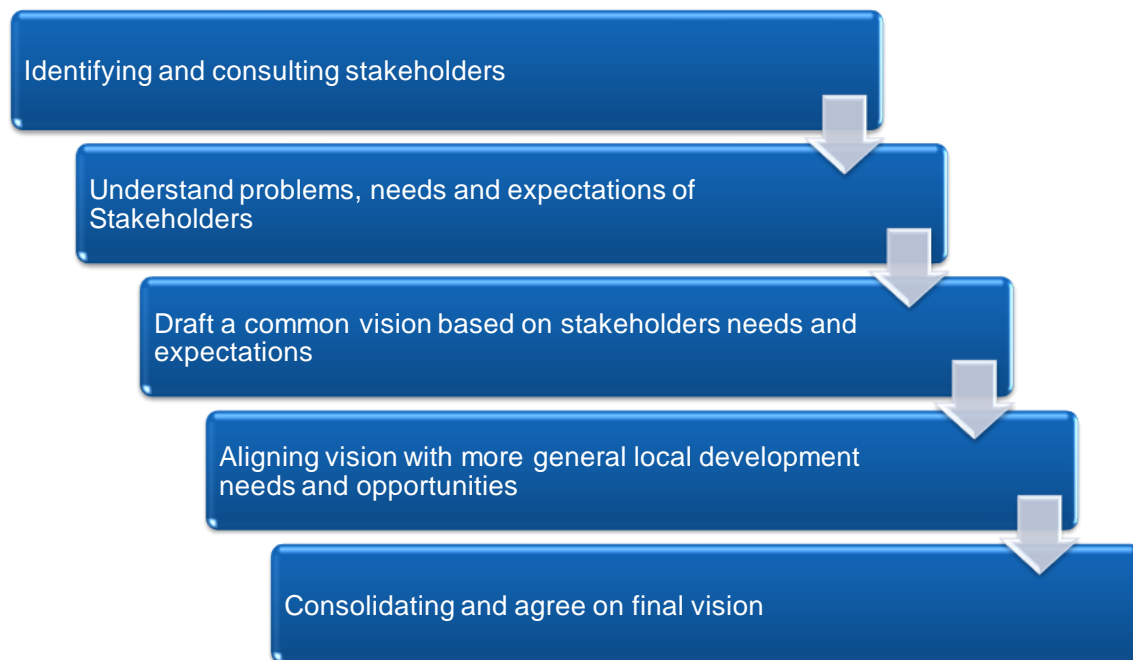 Identifying and consulting stakeholders
Understand problems, needs and expectations of
Stakeholders
Draft a common vision based on stakeholders needs and
expectations
Aligning vision with more general local development
needs and opportunities
Consolidating and agree on final vision